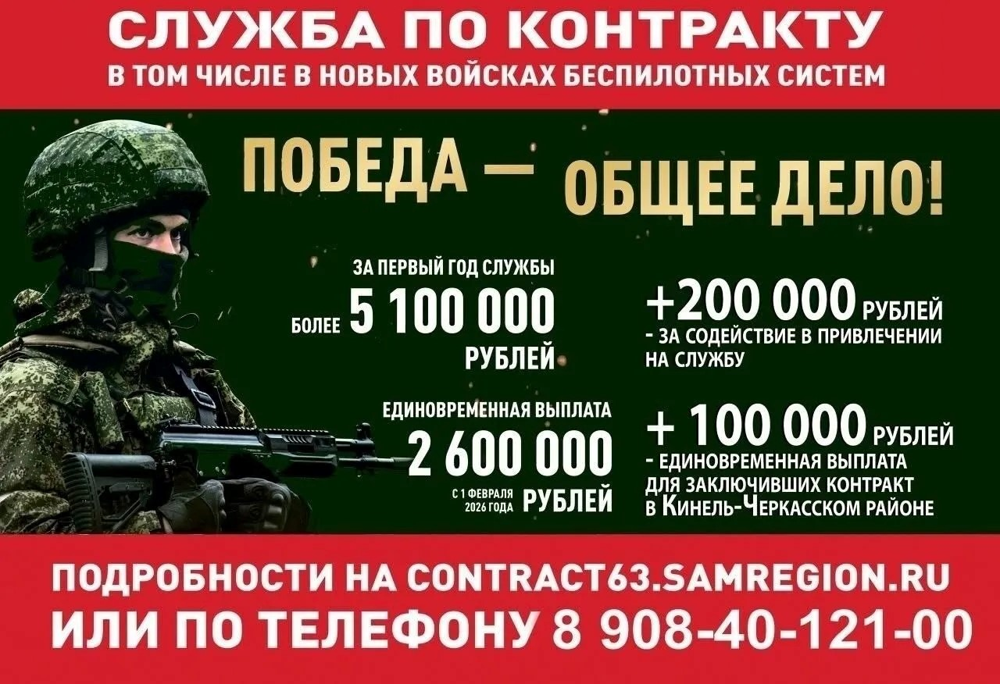 СЛУЖБА ПО КОНТРАКТУ
В ТОМ ЧИСЛЕ В НОВЫХ ВОЙСКАХ БЕСПИЛОТНЫХ СИСТЕМ
ПОБЕДА —
ОБЩЕЕ ДЕЛО!
ЗА ПЕРВЫЙ ГОД СЛУЖБЫ
БОЛЕЕ 5 100 000
РУБЛЕЙ
ЕДИНОВРЕМЕННАЯ ВЫПЛАТА
2 600 000
С 1 ФЕВРАЛЯ
2026 ГОДА РУБЛЕЙ
+200 000 РУБЛЕЙ
- ЗА СОДЕЙСТВИЕ В ПРИВЛЕЧЕНИИ
НА СЛУЖБУ
+ 100 000 РУБЛЕЙ
- ЕДИНОВРЕМЕННАЯ ВЫПЛАТА
ДЛЯ ЗАКЛЮЧИВШИХ КОНТРАКТ
В КИНЕЛЬ-ЧЕРКАССКОМ РАЙОНЕ
ПОДРОБНОСТИ НА CONTRACT63.SAMREGION.RU
ИЛИ ПО ТЕЛЕФОНУ 8 908-40-121-00